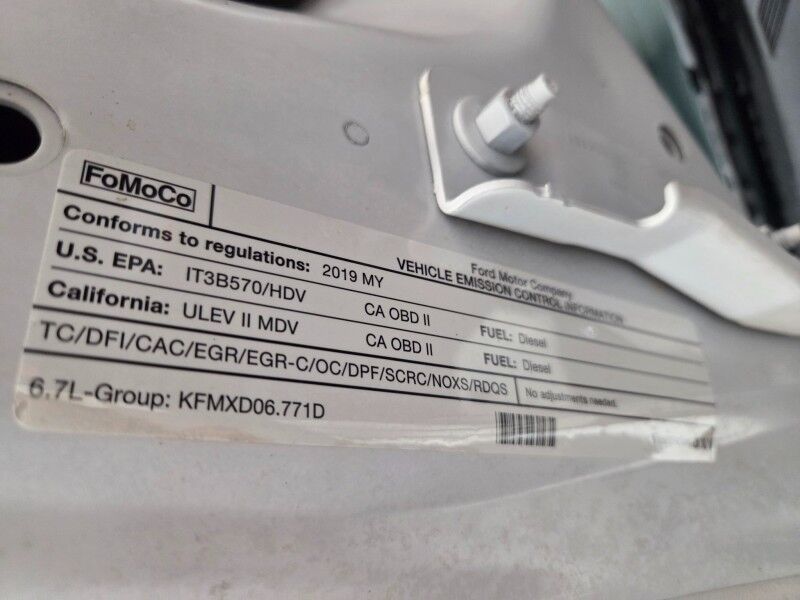 FoMoCo
Ford Motor Company
VEHICLE EMISSION CONTROL INFORMATION
Conforms to regulations: 2019 MY
U.S. EPA: IT3B570/HDV CA OBD II FUEL: Diesel
California: ULEV II MDV CA OBD II FUEL: Diesel
TC/DFI/CAC/EGR/EGR-C/OC/DPF/SCRC/NOXS/RDQS No adjustments needed.
6.7L-Group: KFMXD06.771D